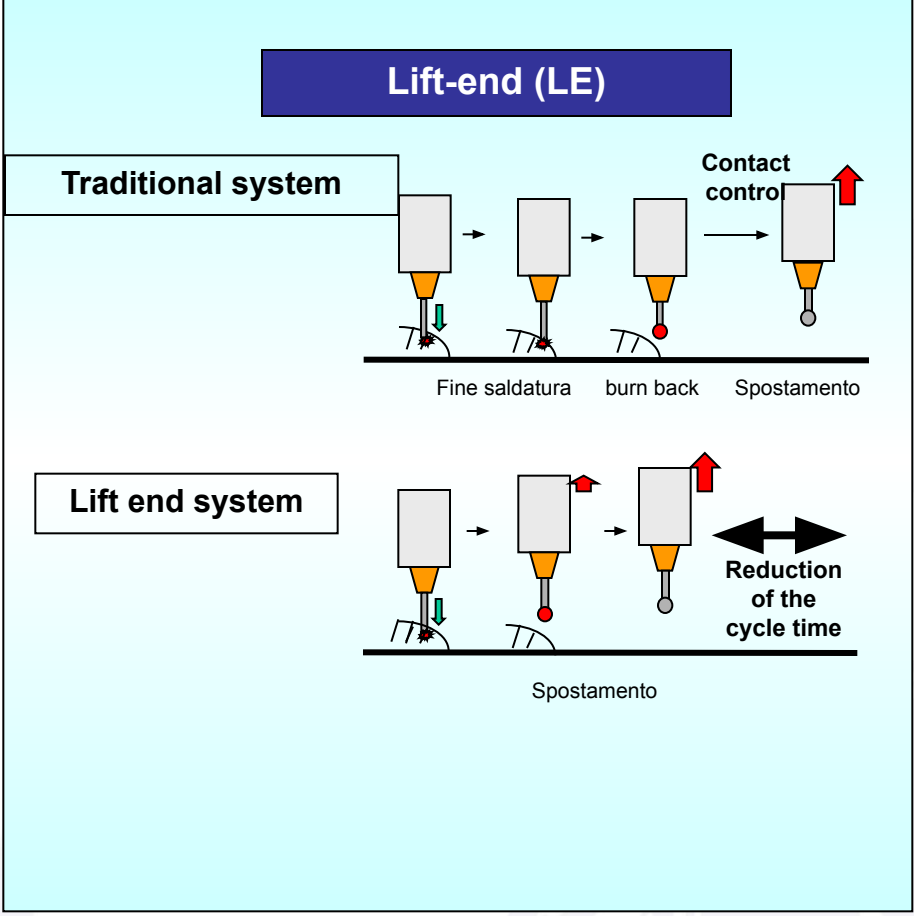 Lift-end (LE)
Traditional system
Contact
control
Fine saldatura
burn back
Spostamento
Lift end system
Reduction
of the
cycle time
Spostamento